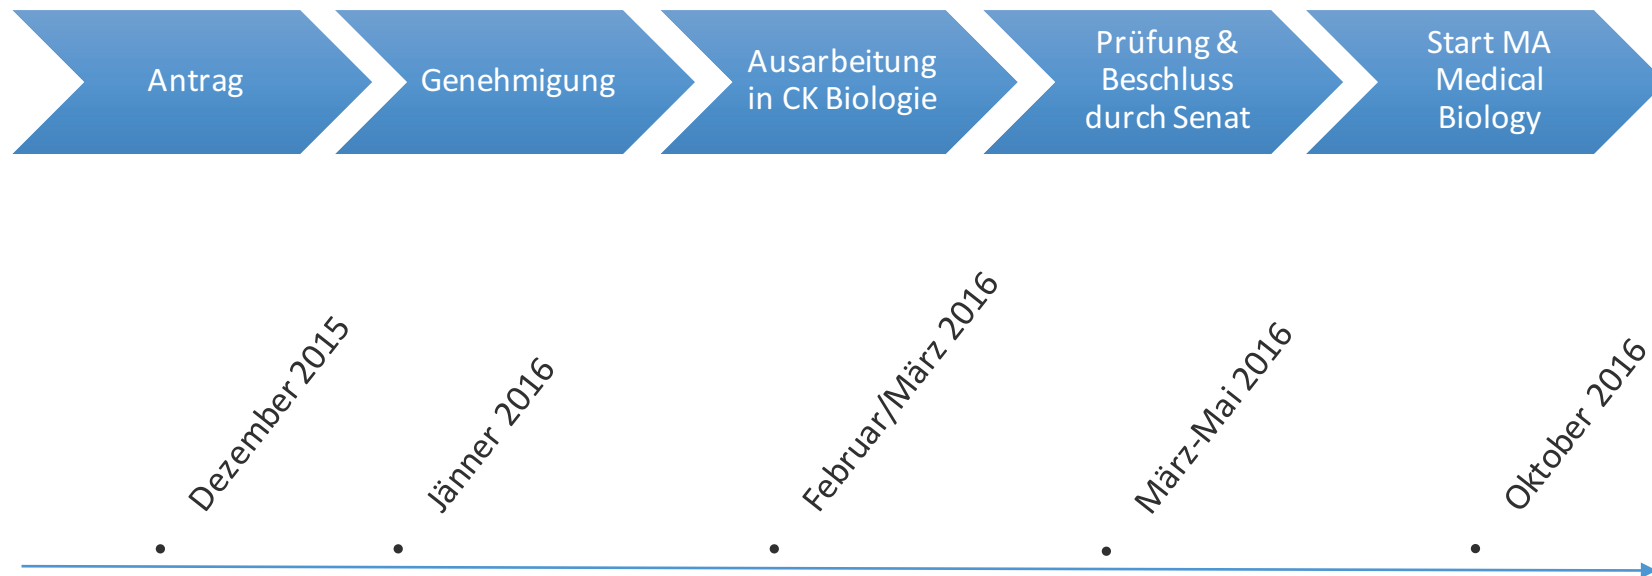 Antrag
Genehmigung
Ausarbeitung
in CK Biologie
Prüfung &
Beschluss
durch Senat
Start MA
Medical
Biology
Dezember 2015
Jänner 2016
Februar/März 2016
März-Mai 2016
Oktober 2016